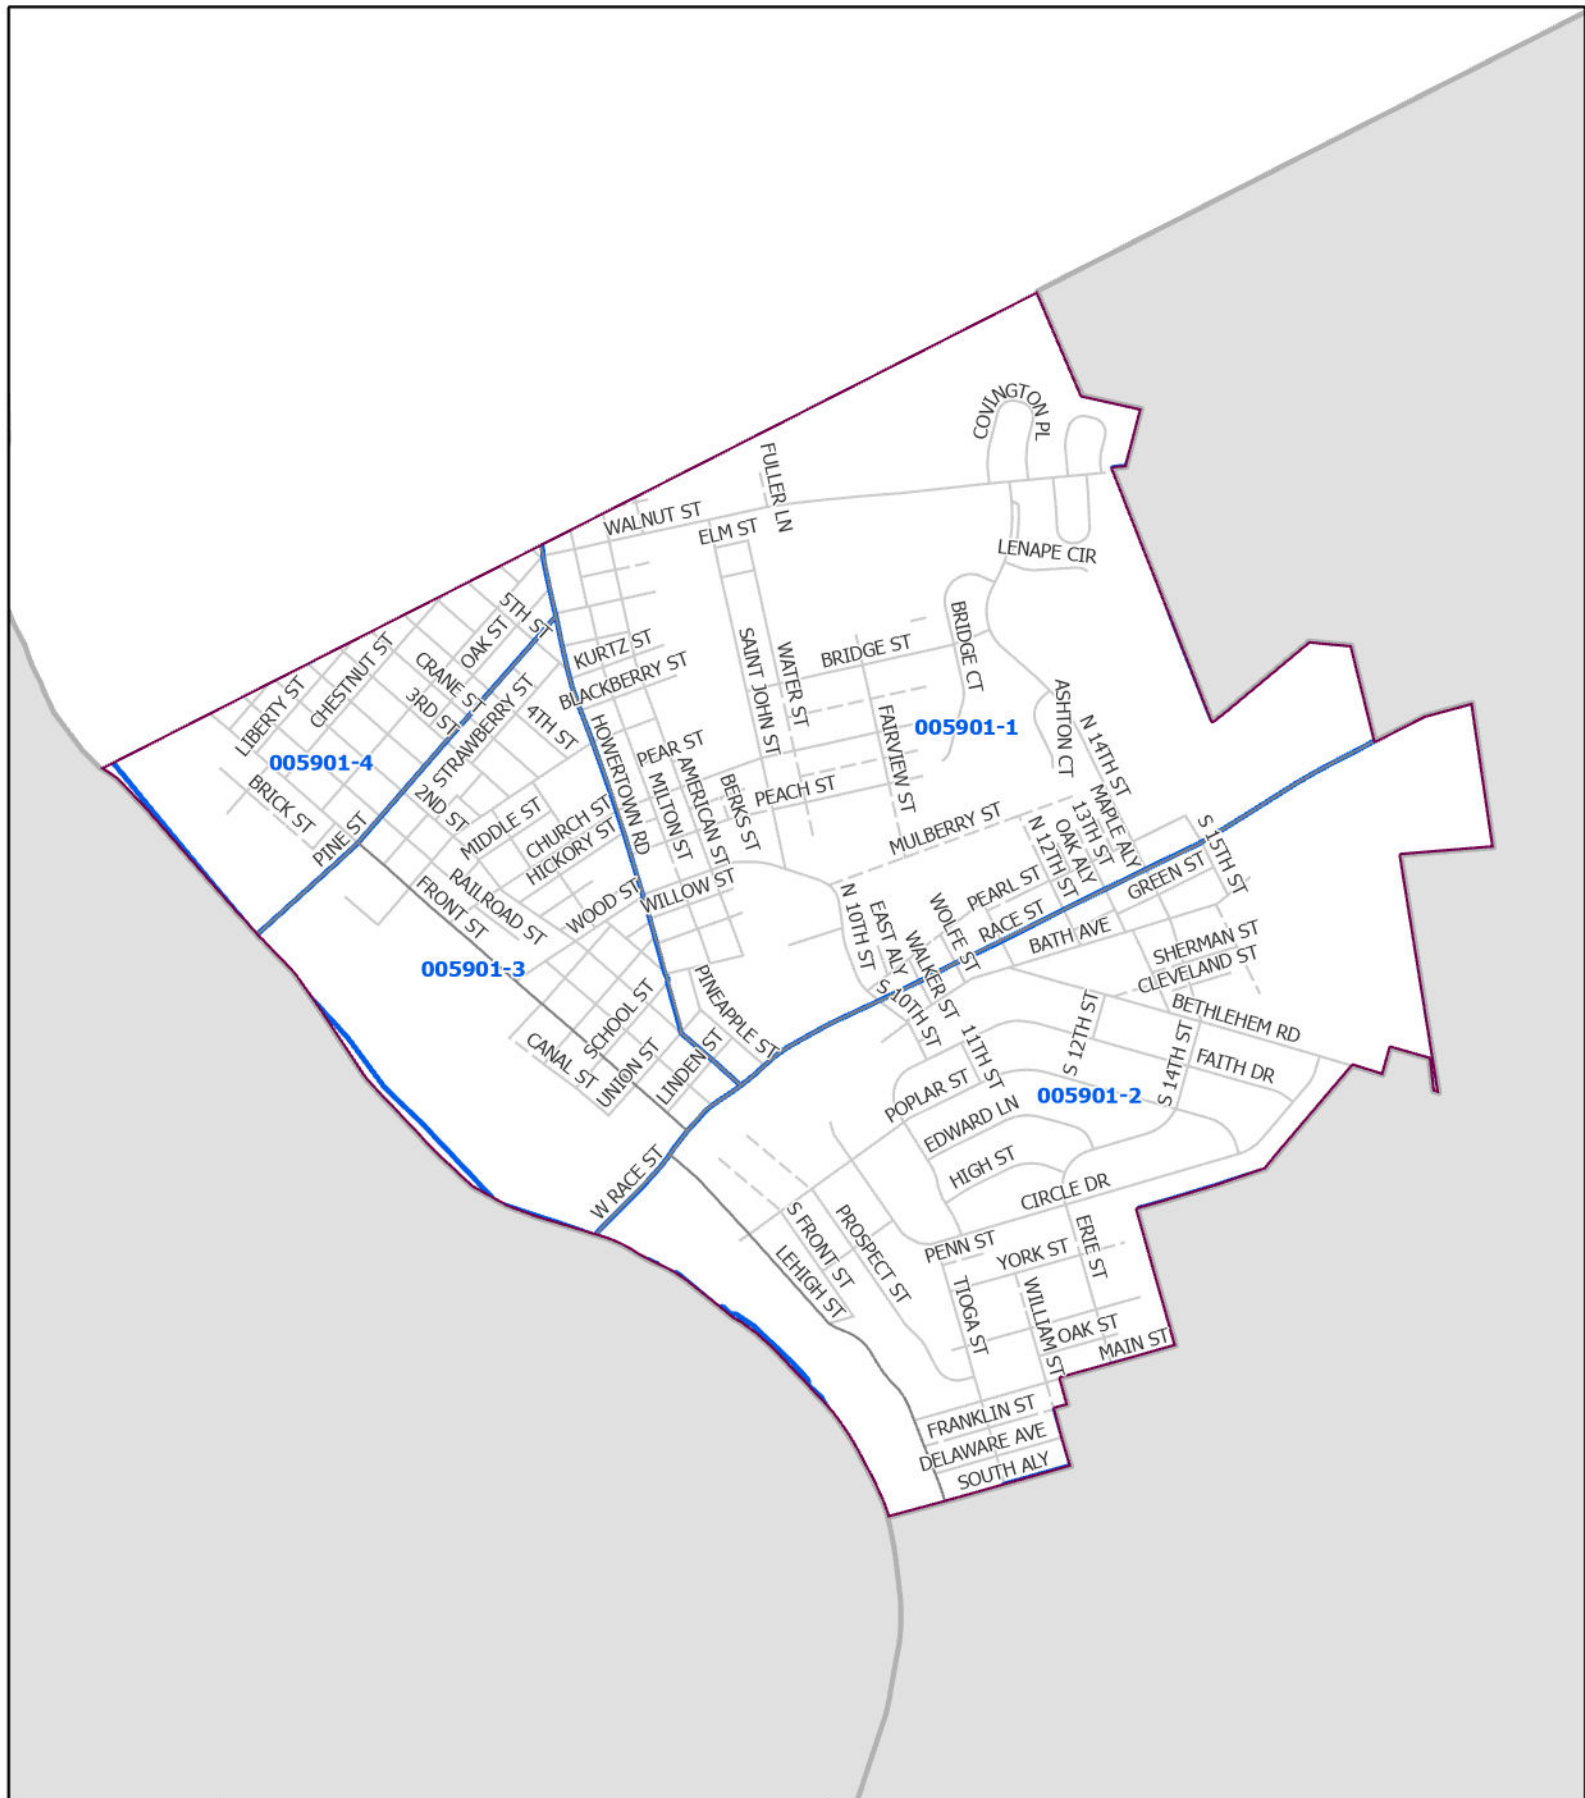 COVINGTON PL
FULLER LN
WALNUT ST
ELM ST
LENAPE CIR
5TH ST
OAK ST
KURTZ ST
BLACKBERRY ST
BRIDGE CT
BRIDGE ST
SAINT JOHN ST
WATER ST
CHESTNUT ST
CRANE ST
LIBERTY ST
3RD ST
STRAWBERRY ST
4TH ST
ASHTON CT
N 14TH ST
FAIRVIEW ST
005901-1
HOWERTOWN RD
PEAR ST
005901-4
AMERICAN ST
MILTON ST
BERKS ST
PEACH ST
BRICK ST
2ND ST
MIDDLE ST
CHURCH ST
HICKORY ST
PINE ST
MULBERRY ST
MAPLE ALY
13TH ST
OAK ALY
N 12TH ST
S 15TH ST
GREEN ST
PEARL ST
RAILROAD ST
FRONT ST
WOOD ST
WILLOW ST
N 10TH ST
EAST ALY
WOLFE ST
RACE ST
BATH AVE
WALKER ST
SHERMAN ST
CLEVELAND ST
005901-3
PINEAPPLE ST
S 10TH ST
BETHLEHEM RD
SCHOOL ST
CANAL ST
UNION ST
LINDEN ST
11TH ST
S 12TH ST
S 14TH ST
FAITH DR
POPLAR ST
005901-2
EDWARD LN
HIGH ST
W RACE ST
CIRCLE DR
S FRONT ST
PROSPECT ST
LEHIGH ST
PENN ST
YORK ST
ERIE ST
TIOGA ST
WILLIAM ST
OAK ST
MAIN ST
FRANKLIN ST
DELAWARE AVE
SOUTH ALY